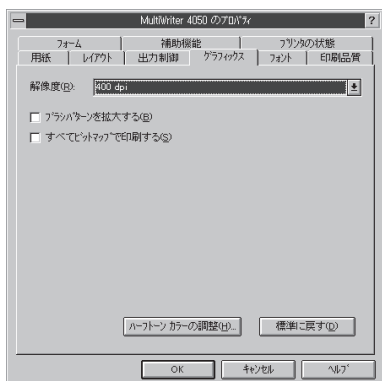 MultiWriter 4050 のプロパティ
フォーム 補助機能 プリンタの状態
用紙 レイアウト 出力制御 グラフィックス フォント 印刷品質
解像度(R): 400 dpi
ブラシパターンを拡大する(B)
すべてビットマップで印刷する(S)
ハーフトーン カラーの調整(H)... 標準に戻す(D)
OK キャンセル ヘルプ